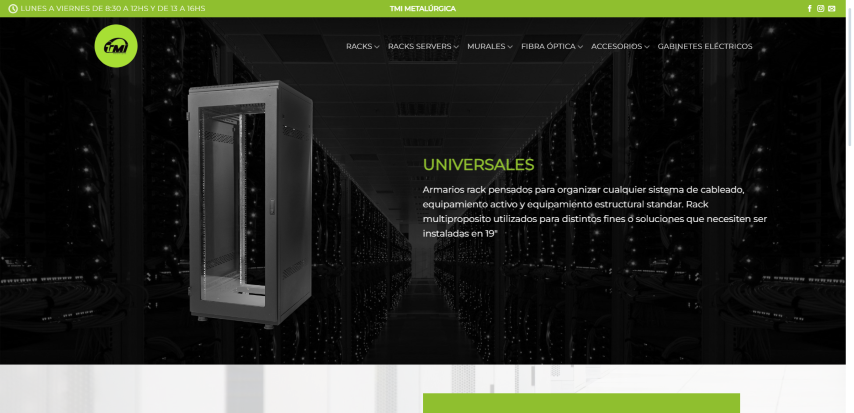 LUNES A VIERNES DE 8:30 A 12HS Y DE 13 A 16HS
TMI METALÚRGICA
TMI
RACKS RACKS SERVERS MURALES FIBRA ÓPTICA ACCESORIOS GABINETES ELÉCTRICOS
UNIVERSALES
Armarios rack pensados para organizar cualquier sistema de cableado,
equipamiento activo y equipamiento estructural standar. Rack
multiproposito utilizados para distintos fines o soluciones que necesiten ser
instaladas en 19"